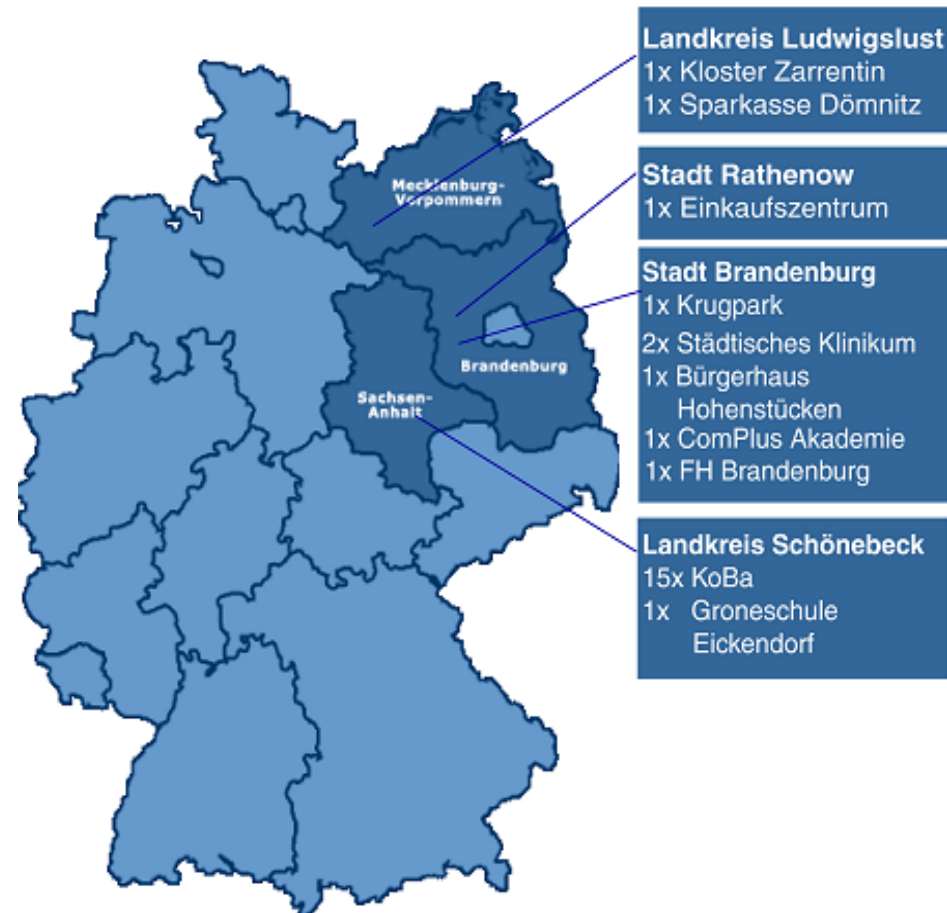 Landkreis Ludwigslust
1x Kloster Zarrentin
1x Sparkasse Dömnitz
Mecklenburg-
Vorpommern
Stadt Rathenow
1x Einkaufszentrum
Stadt Brandenburg
1x Krugpark
2x Städtisches Klinikum
1x Bürgerhaus
Hohenstücken
1x ComPlus Akademie
1x FH Brandenburg
Brandenburg
Sachsen-
Anhalt
Landkreis Schönebeck
15x KoBa
1x Groneschule
Eickendorf